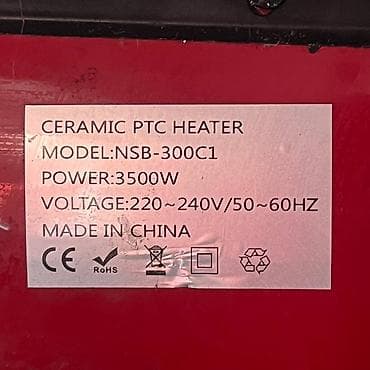 CERAMIC PTC HEATER
MODEL:NSB-300C1
POWER:3500W
VOLTAGE:220~240V/50~60HZ
MADE IN CHINA
CE RoHS